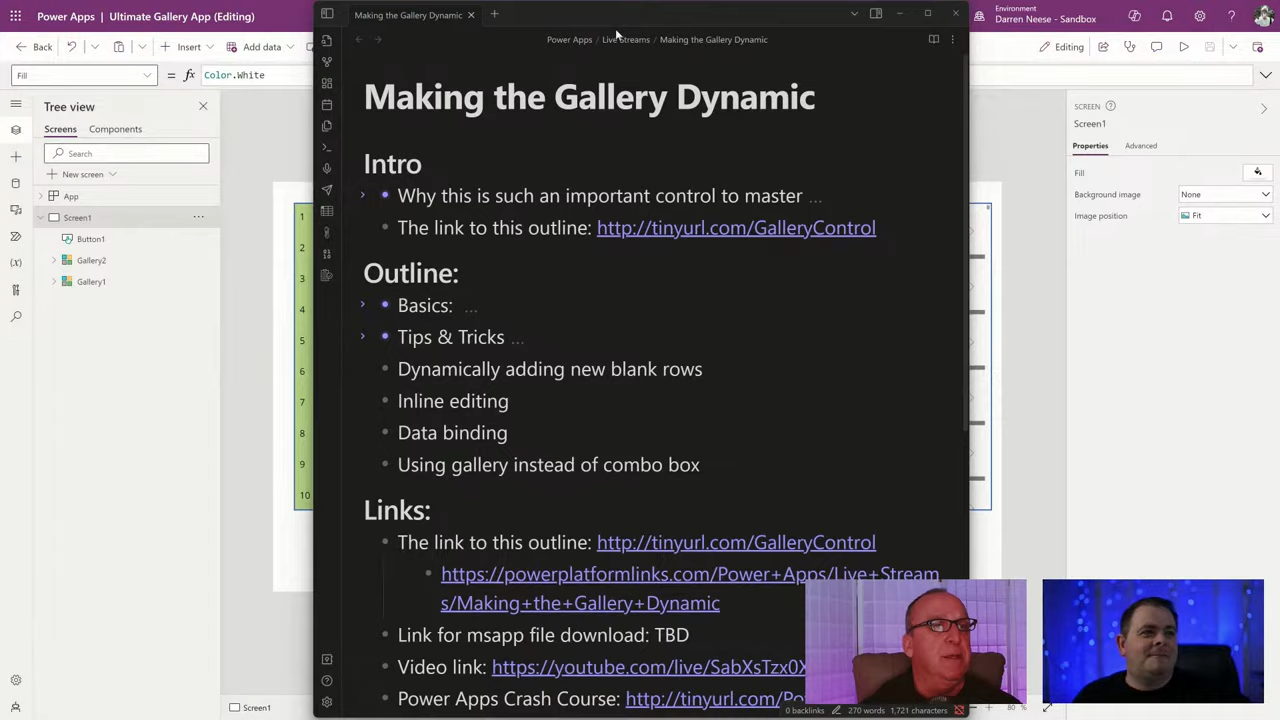 Making the Gallery Dynamic
Environment
Darren Neese - Sandbox
Power Apps | Ultimate Gallery App (Editing)
Power Apps / Live Streams / Making the Gallery Dynamic
Back
Undo
Insert
Add data
Editing
Fill
= fx Color.White
Tree view
Screens
Components
Search
New screen
App
Screen1
Button1
Gallery2
Gallery1
1
2
3
4
5
6
7
8
9
10
Making the Gallery Dynamic
Intro
Why this is such an important control to master ...
The link to this outline: http://tinyurl.com/GalleryControl
Outline:
Basics: ...
Tips & Tricks ...
Dynamically adding new blank rows
Inline editing
Data binding
Using gallery instead of combo box
Links:
The link to this outline: http://tinyurl.com/GalleryControl
https://powerplatformlinks.com/Power+Apps/Live+Stream
s/Making+the+Gallery+Dynamic
Link for msapp file download: TBD
Video link: https://youtube.com/live/SabXsTzx0X
Power Apps Crash Course: http://tinyurl.com/Po
SCREEN
Screen1
Properties
Advanced
Fill
Background image
None
Image position
Fit
Screen1
0 backlinks
270 words
1,721 characters
80 %